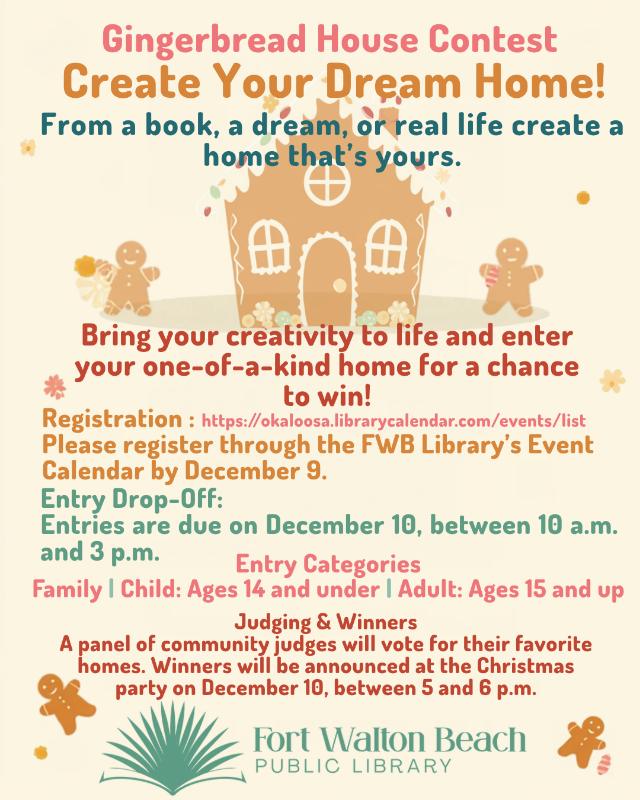 Gingerbread House Contest
Create Your Dream Home!
From a book, a dream, or real life create a
home that's yours.
Bring your creativity to life and enter
your one-of-a-kind home for a chance
to win!
Registration : https://okaloosa.librarycalendar.com/events/list
Please register through the FWB Library's Event
Calendar by December 9.
Entry Drop-Off:
Entries are due on December 10, between 10 a.m.
and 3 p.m.
Entry Categories
Family | Child: Ages 14 and under | Adult: Ages 15 and up
Judging & Winners
A panel of community judges will vote for their favorite
homes. Winners will be announced at the Christmas
party on December 10, between 5 and 6 p.m.
Fort Walton Beach
PUBLIC LIBRARY